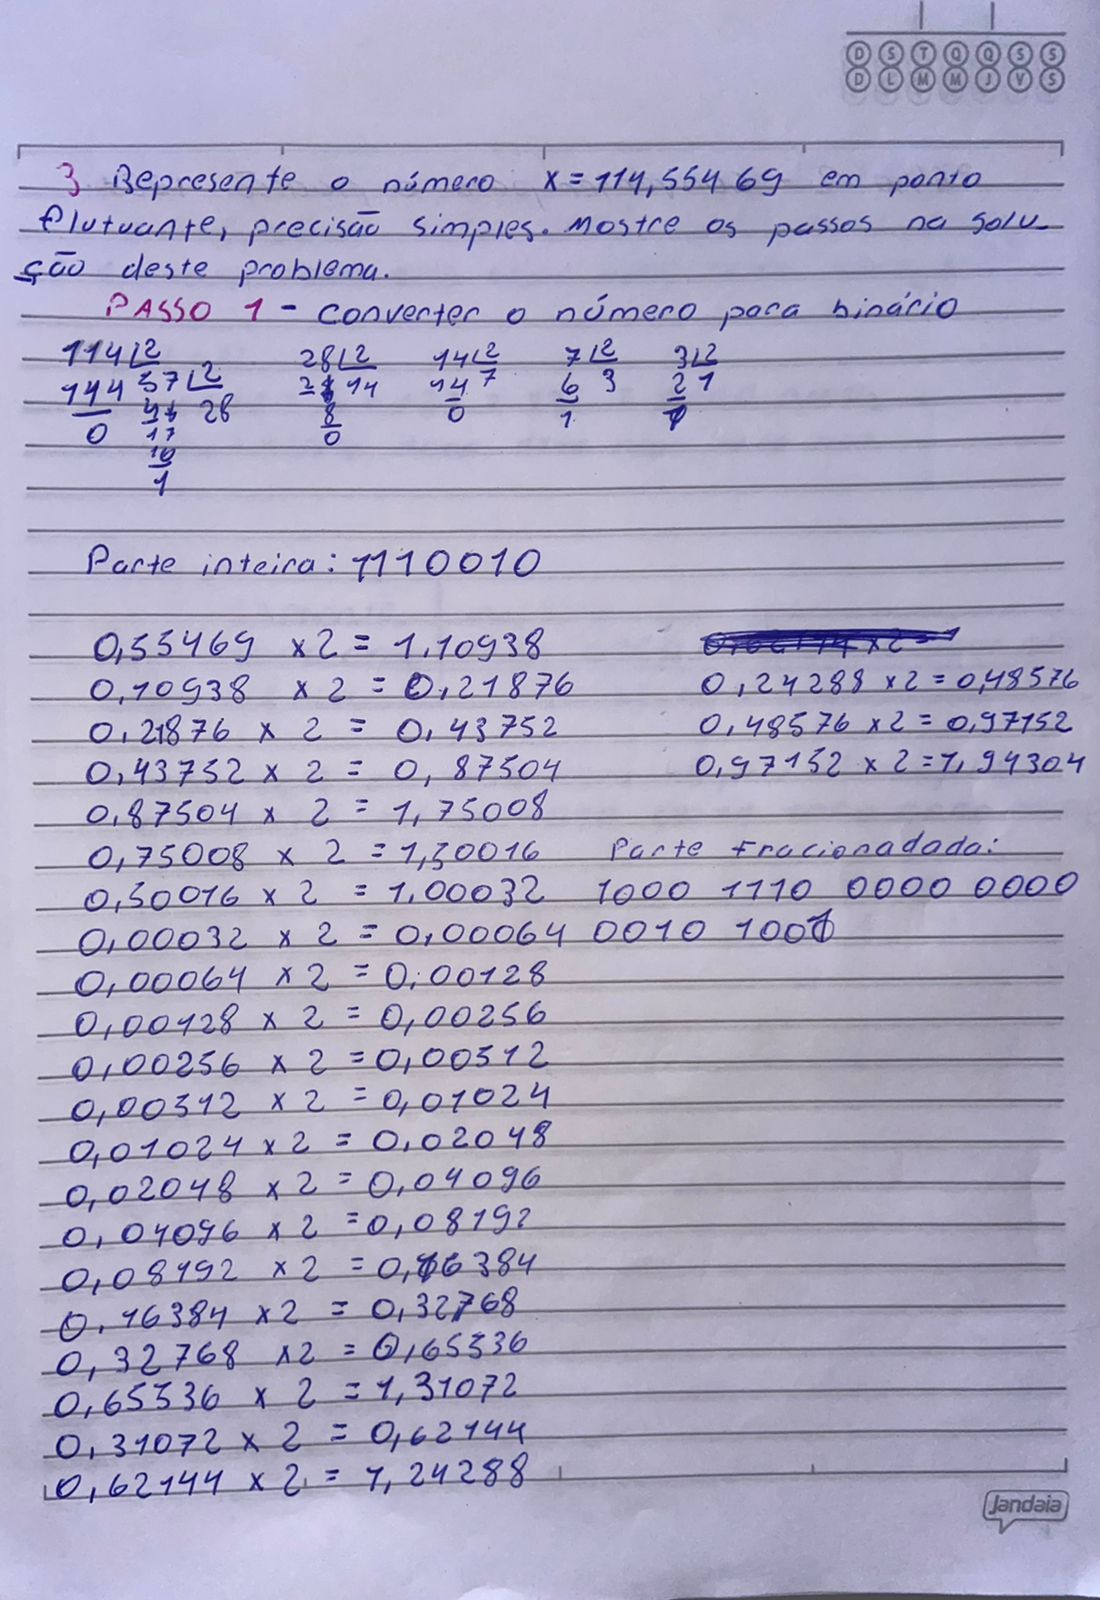 D S T Q Q S S
D L M M J V S
3 Represente o número x = 114,55469 em ponto
flutuante, precisão simples. Mostre os passos na solu-
ção deste problema.
PASSO 1 - Converter o número para binário
114 2 28 2 14 2 7 2 3 2
114 57 2 14 14 7 6 3 2 1
0 28 8 0 1
17 0
16
1
Parte inteira: 1110010
0,55469 x 2 = 1,10938
0,10938 x 2 = 0,21876 0,24288 x 2 = 0,48576
0,21876 x 2 = 0,43752 0,48576 x 2 = 0,97152
0,43752 x 2 = 0,87504 0,97152 x 2 = 1,94304
0,87504 x 2 = 1,75008
0,75008 x 2 = 1,50016 Parte fracionadada:
0,50016 x 2 = 1,00032 1000 1110 0000 0000
0,00032 x 2 = 0,00064 0010 1001
0,00064 x 2 = 0,00128
0,00128 x 2 = 0,00256
0,00256 x 2 = 0,00512
0,00512 x 2 = 0,01024
0,01024 x 2 = 0,02048
0,02048 x 2 = 0,04096
0,04096 x 2 = 0,08192
0,08192 x 2 = 0,16384
0,16384 x 2 = 0,32768
0,32768 x 2 = 0,65536
0,65536 x 2 = 1,31072
0,31072 x 2 = 0,62144
0,62144 x 2 = 1,24288
Jandaia